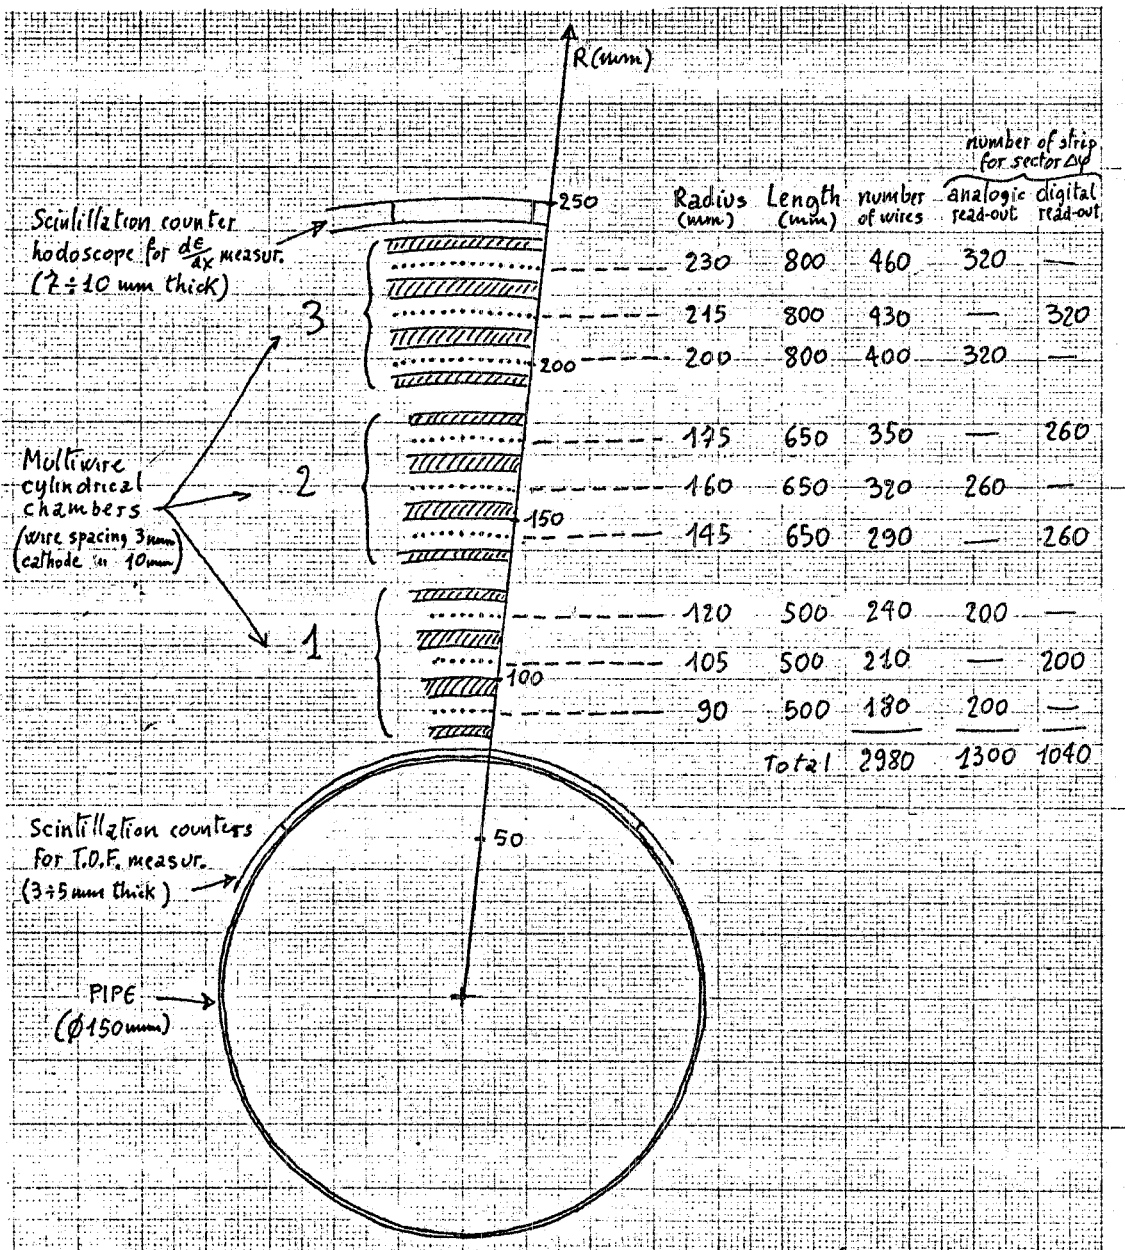 R(mm)
number of strip
for sector Δφ
Radius Length number analogic digital
(mm) (mm) of wires read-out read-out
250
Scintillation counter
hodoscope for dE/dx measur.
(7÷10 mm thick)
230 800 460 320 —
3
215 800 430 — 320
200
200 800 400 320 —
175 650 350 — 260
Multiwire
cylindrical
chambers
(wire spacing 3mm
cathode " 10mm)
2
160 650 320 260 —
150
145 650 290 — 260
120 500 240 200 —
1
105 500 210 — 200
100
90 500 180 200 —
Total 2980 1300 1040
Scintillation counters
for T.O.F. measur.
(3÷5 mm thick)
50
PIPE
(Ø150mm)